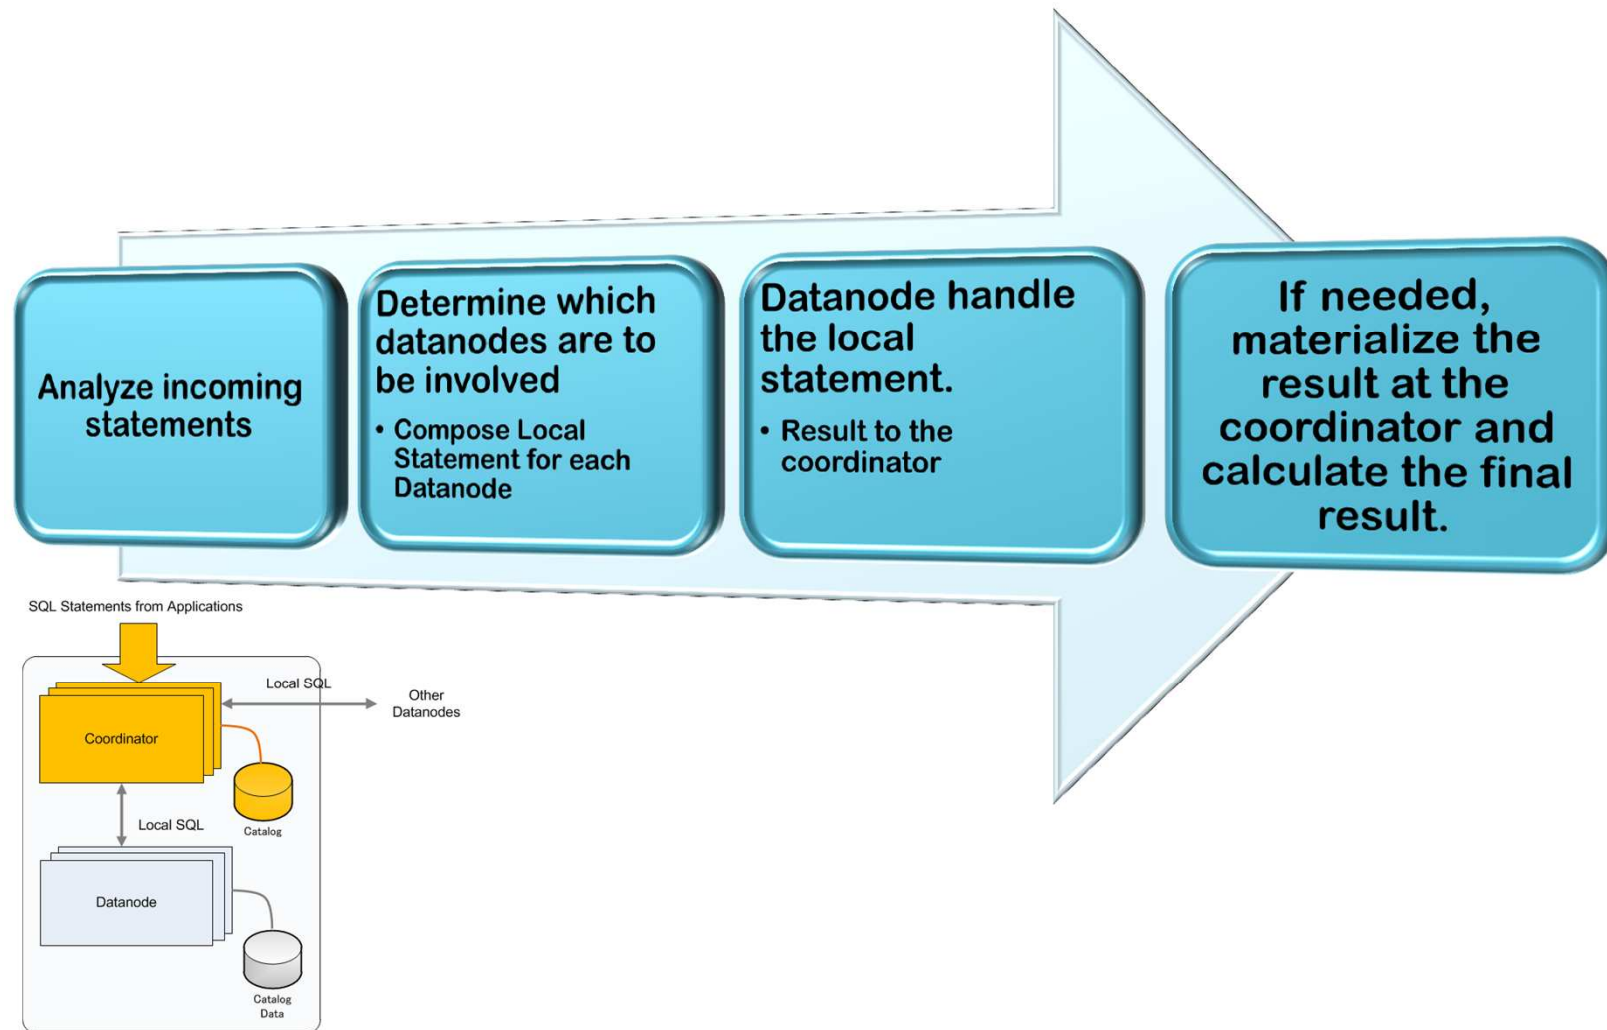 Analyze incoming
statements
Determine which
datanodes are to
be involved
• Compose Local
Statement for each
Datanode
Datanode handle
the local
statement.
• Result to the
coordinator
If needed,
materialize the
result at the
coordinator and
calculate the final
result.
SQL Statements from Applications
Local SQL
Other
Datanodes
Coordinator
Catalog
Local SQL
Datanode
Catalog
Data